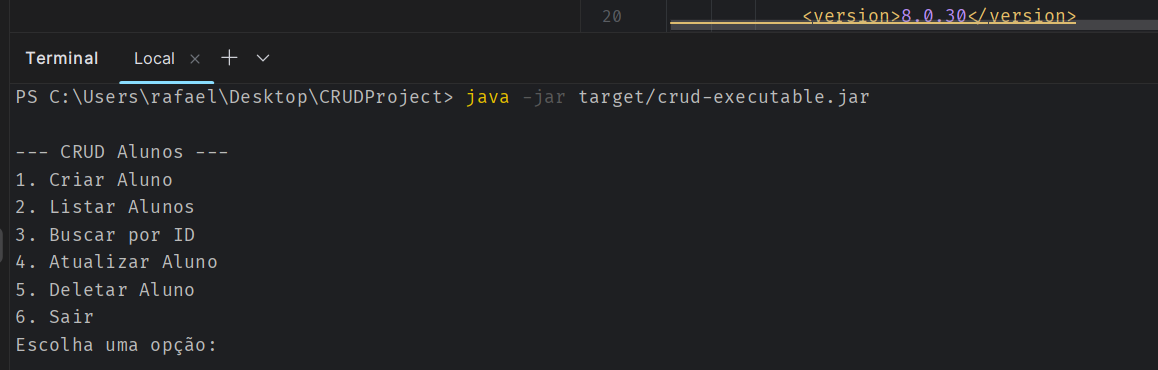 20 <version>8.0.30</version>
Terminal Local
PS C:\Users\rafael\Desktop\CRUDProject> java -jar target/crud-executable.jar
--- CRUD Alunos ---
1. Criar Aluno
2. Listar Alunos
3. Buscar por ID
4. Atualizar Aluno
5. Deletar Aluno
6. Sair
Escolha uma opção: